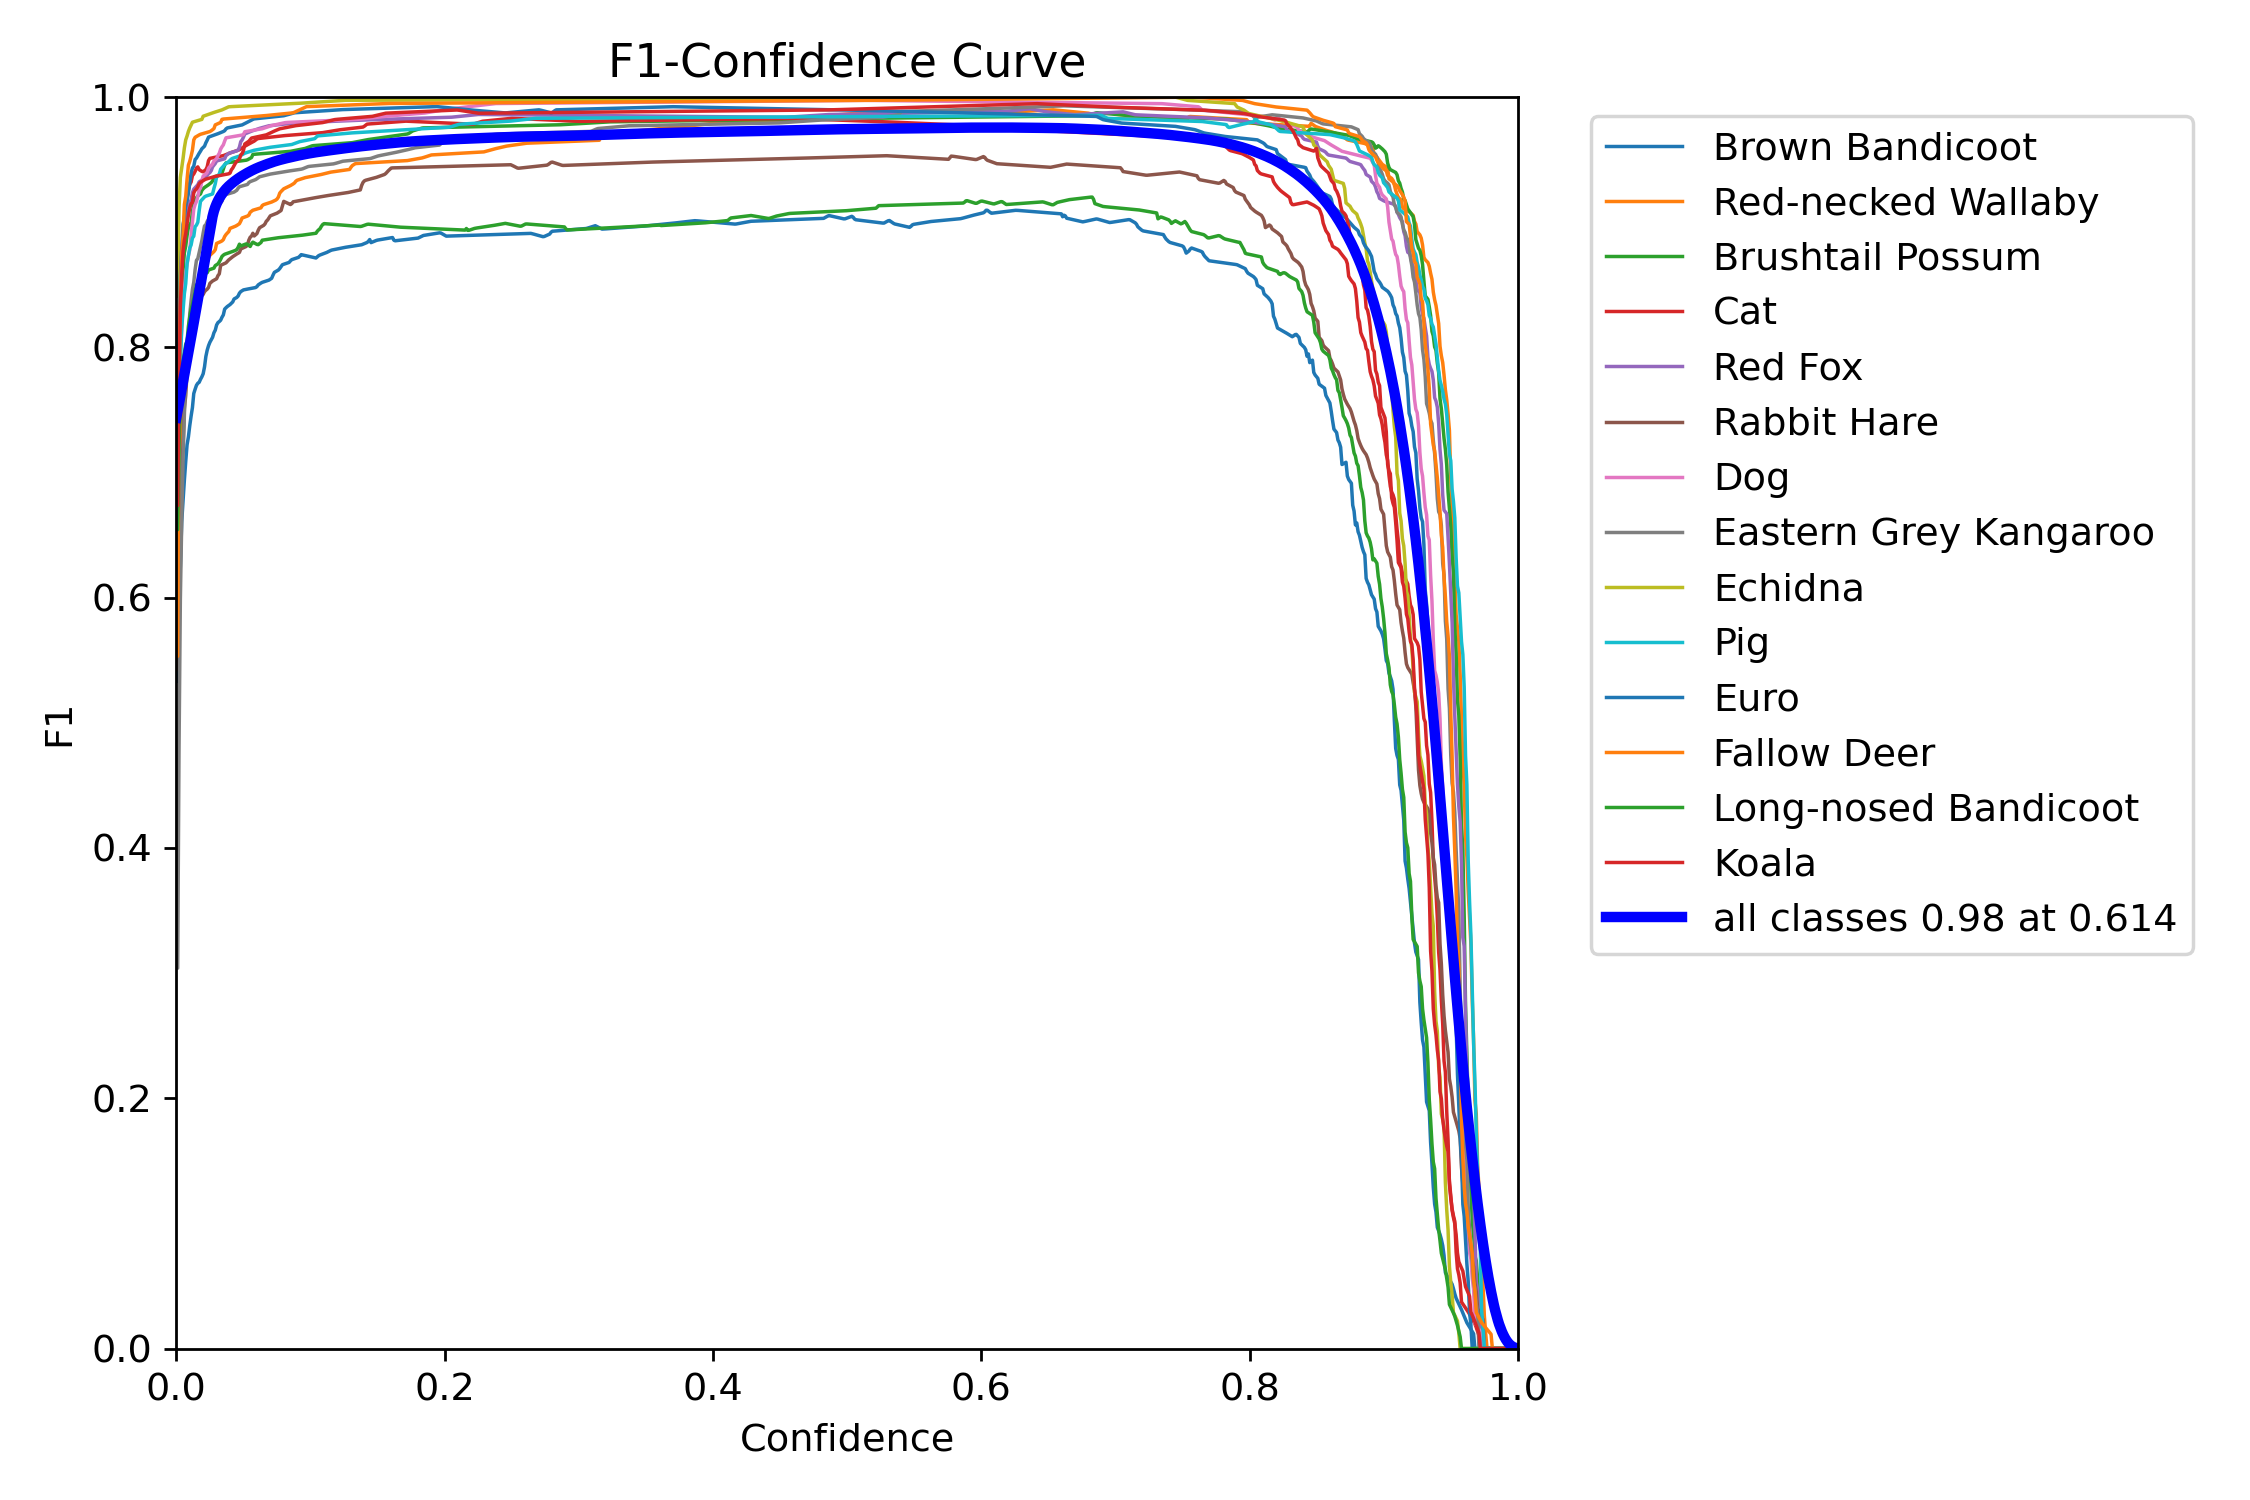 F1-Confidence Curve
1.0
0.8
0.6
0.4
0.2
0.0
F1
0.0 0.2 0.4 0.6 0.8 1.0
Confidence
Brown Bandicoot
Red-necked Wallaby
Brushtail Possum
Cat
Red Fox
Rabbit Hare
Dog
Eastern Grey Kangaroo
Echidna
Pig
Euro
Fallow Deer
Long-nosed Bandicoot
Koala
all classes 0.98 at 0.614